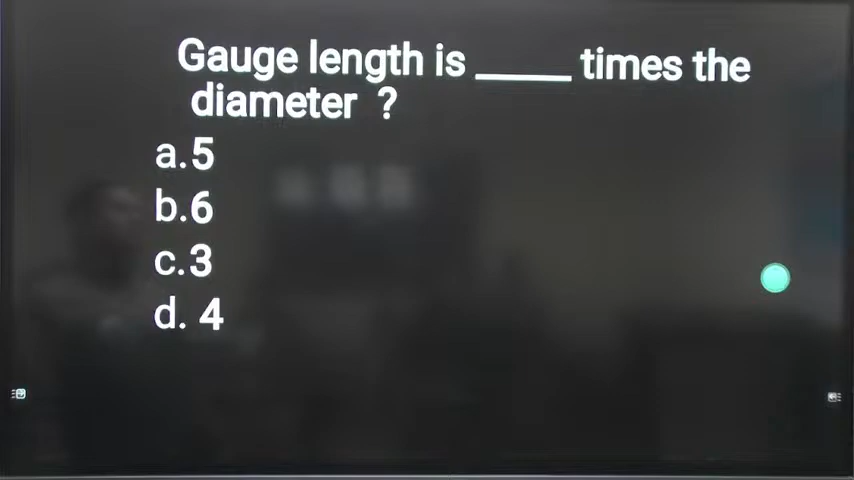 Gauge length is _____ times the
diameter ?
a.5
b.6
c.3
d. 4